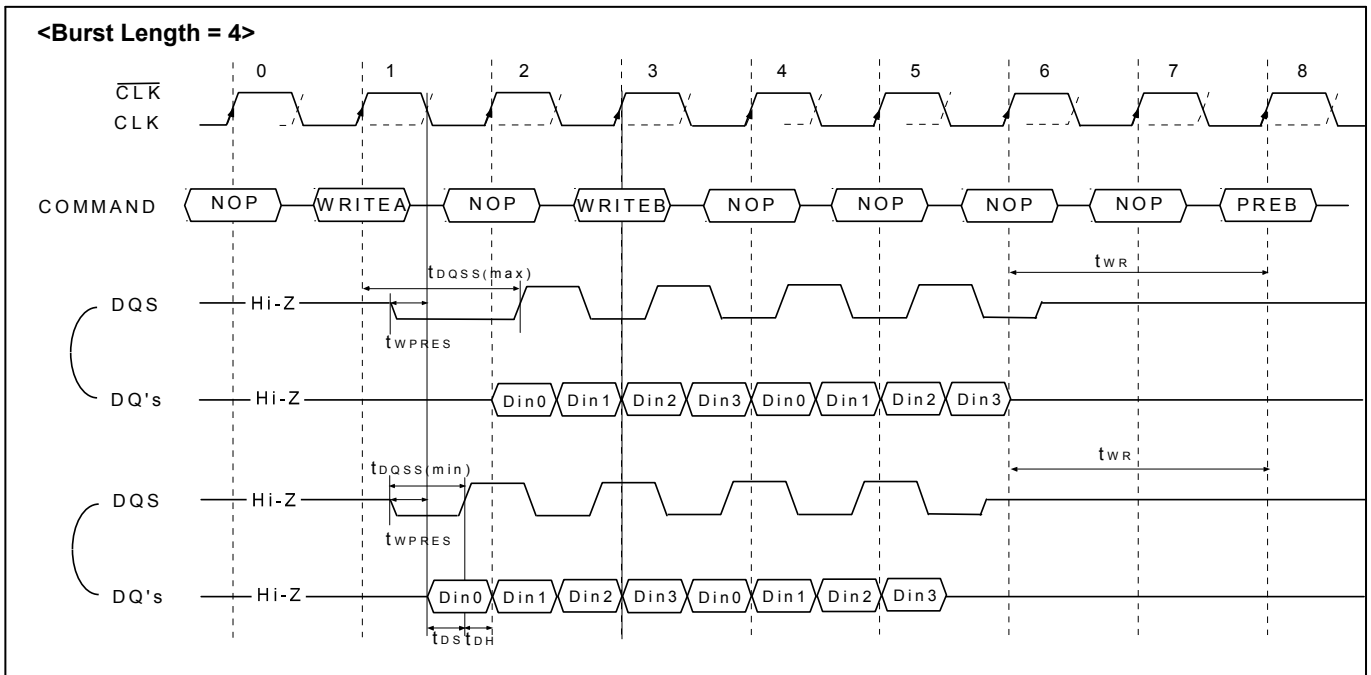 <Burst Length = 4>
0 1 2 3 4 5 6 7 8
CLK
CLK
COMMAND NOP WRITEA NOP WRITEB NOP NOP NOP NOP PREB
tDQSS(max) tWR
DQS Hi-Z
tWPRES
DQ's Hi-Z Din0 Din1 Din2 Din3 Din0 Din1 Din2 Din3
tDQSS(min) tWR
DQS Hi-Z
tWPRES
DQ's Hi-Z Din0 Din1 Din2 Din3 Din0 Din1 Din2 Din3
tDS tDH